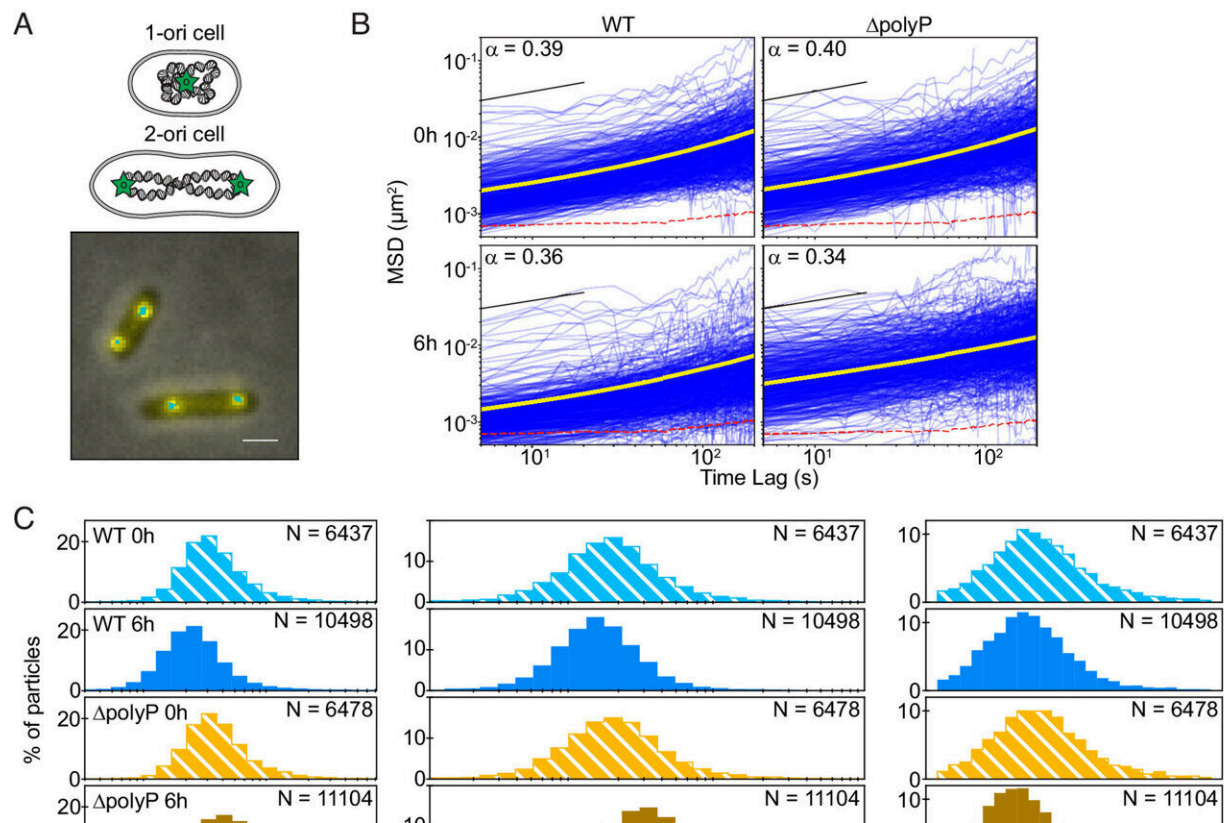 A
1-ori cell
2-ori cell
B
WT
ΔpolyP
α = 0.39
α = 0.40
α = 0.36
α = 0.34
0h
6h
MSD (μm²)
10⁻¹
10⁻²
10⁻³
10⁻¹
10⁻²
10⁻³
10¹
10²
10¹
10²
Time Lag (s)
C
% of particles
WT 0h
N = 6437
N = 6437
N = 6437
20
0
10
0
10
0
WT 6h
N = 10498
N = 10498
N = 10498
20
0
10
0
10
0
ΔpolyP 0h
N = 6478
N = 6478
N = 6478
20
0
10
0
10
0
ΔpolyP 6h
N = 11104
N = 11104
N = 11104
20
10
10